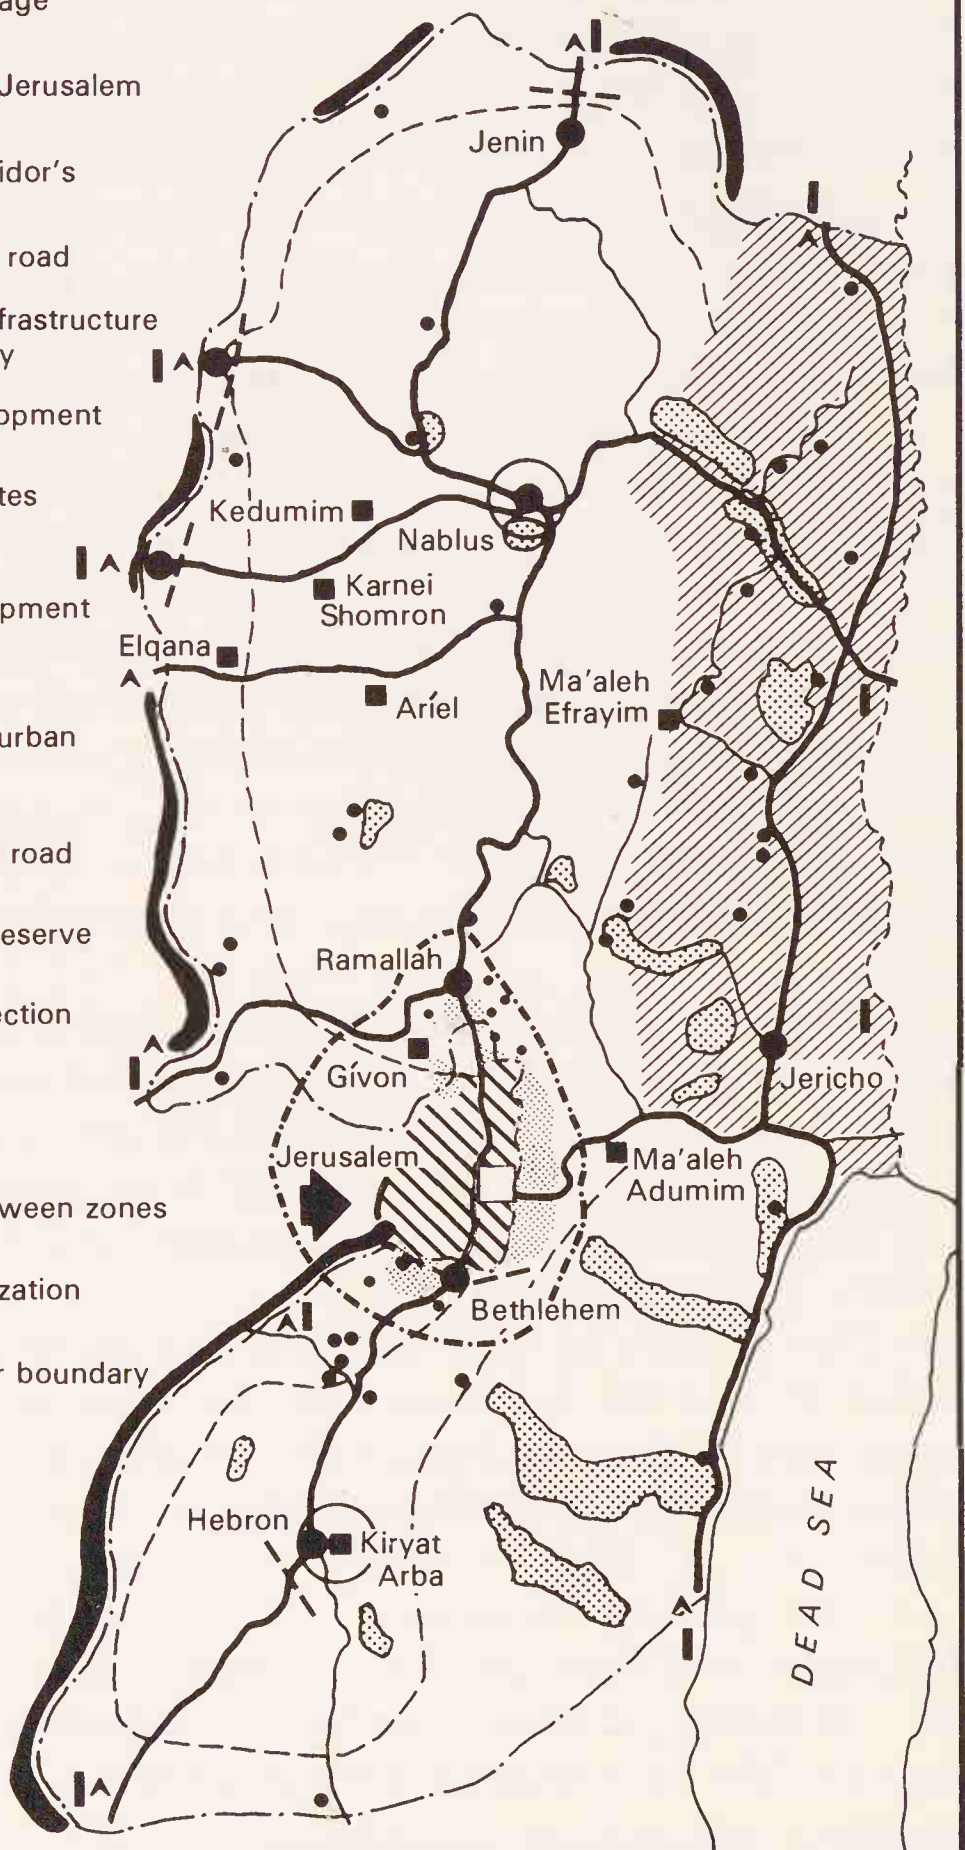 age
Jerusalem
idor's
road
frastructure
y
opment
tes
pment
urban
road
eserve
ection
ween zones
zation
r boundary
Jenin
Kedumim
Nablus
Karnei
Shomron
Elqana
Aríel
Ma'aleh
Efrayim
Ramallah
Gívon
Jericho
Jerusalem
Ma'aleh
Adumim
Bethlehem
Hebron
Kiryat
Arba
DEAD SEA